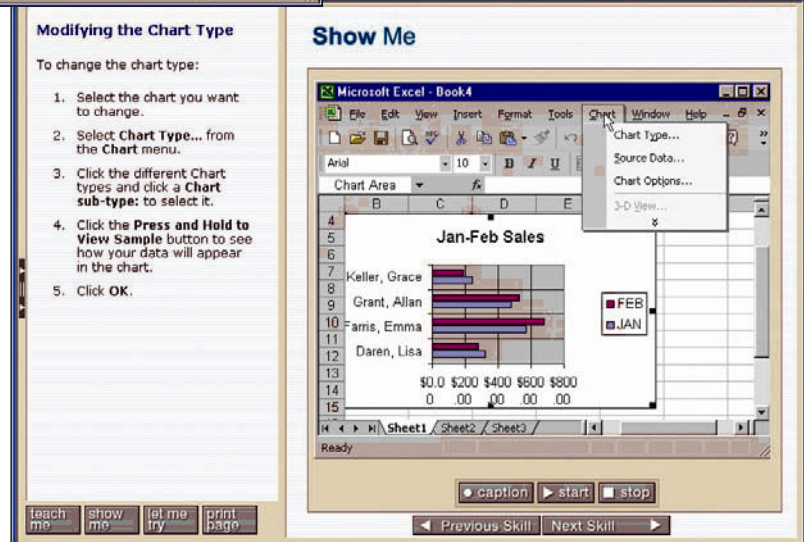 Modifying the Chart Type
To change the chart type:
1. Select the chart you want
to change.
2. Select Chart Type... from
the Chart menu.
3. Click the different Chart
types and click a Chart
sub-type: to select it.
4. Click the Press and Hold to
View Sample button to see
how your data will appear
in the chart.
5. Click OK.
teach me
show me
let me try
print page
Show Me
Microsoft Excel - Book4
File Edit View Insert Format Tools Chart Window Help
Chart Type...
Source Data...
Chart Options...
3-D View...
Arial 10 B I U
Chart Area fx
B C D E
4
5
6
7
8
9
10
11
12
13
14
15
Jan-Feb Sales
Keller, Grace
Grant, Allan
Farris, Emma
Daren, Lisa
FEB
JAN
$0.0 $200 $400 $600 $800
0 .00 .00 .00 .00
Sheet1 Sheet2 Sheet3
Ready
caption start stop
Previous Skill Next Skill